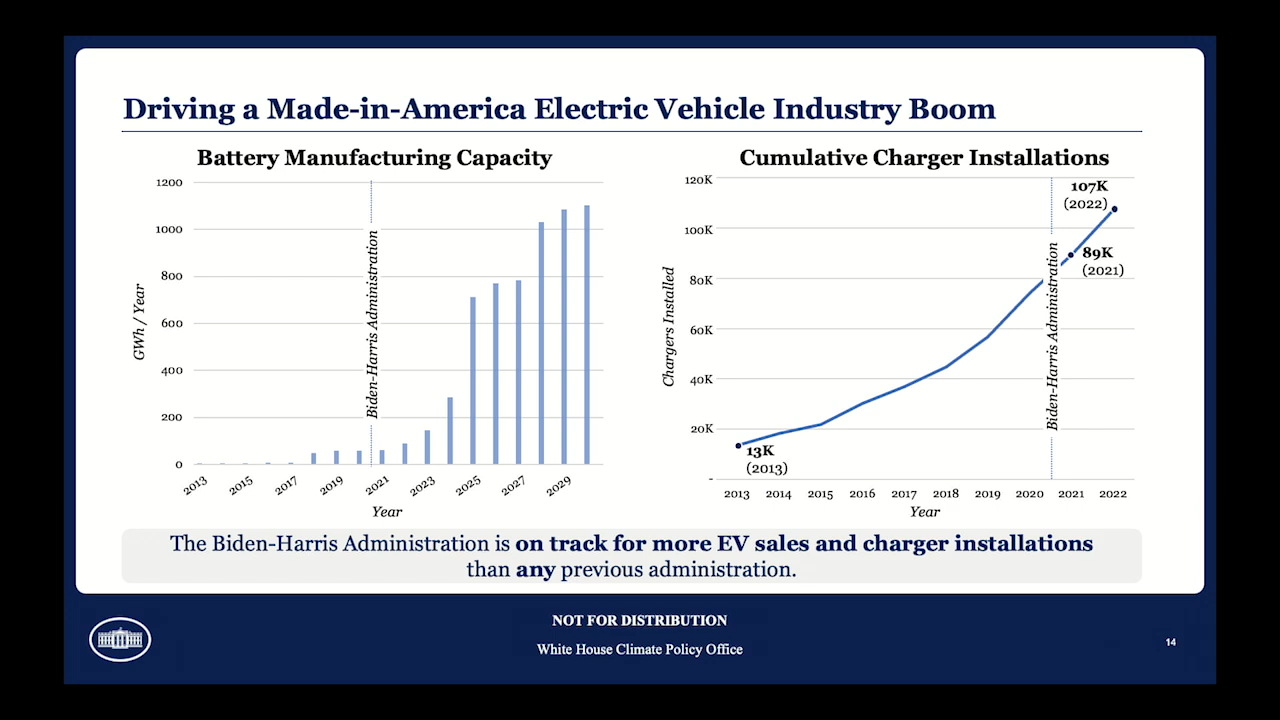 Driving a Made-in-America Electric Vehicle Industry Boom
Battery Manufacturing Capacity
1200
1000
800
600
400
200
0
GWh / Year
Biden-Harris Administration
2013
2015
2017
2019
2021
2023
2025
2027
2029
Year
Cumulative Charger Installations
120K
100K
80K
60K
40K
20K
-
Chargers Installed
107K
(2022)
89K
(2021)
Biden-Harris Administration
13K
(2013)
2013 2014 2015 2016 2017 2018 2019 2020 2021 2022
Year
The Biden-Harris Administration is on track for more EV sales and charger installations
than any previous administration.
NOT FOR DISTRIBUTION
White House Climate Policy Office
14